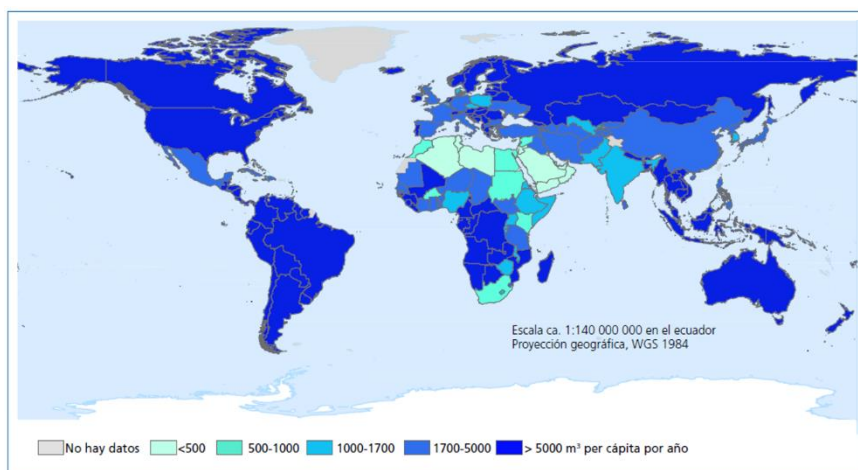 Escala ca. 1:140 000 000 en el ecuador
Proyección geográfica, WGS 1984
No hay datos <500 500-1000 1000-1700 1700-5000 > 5000 m³ per cápita por año